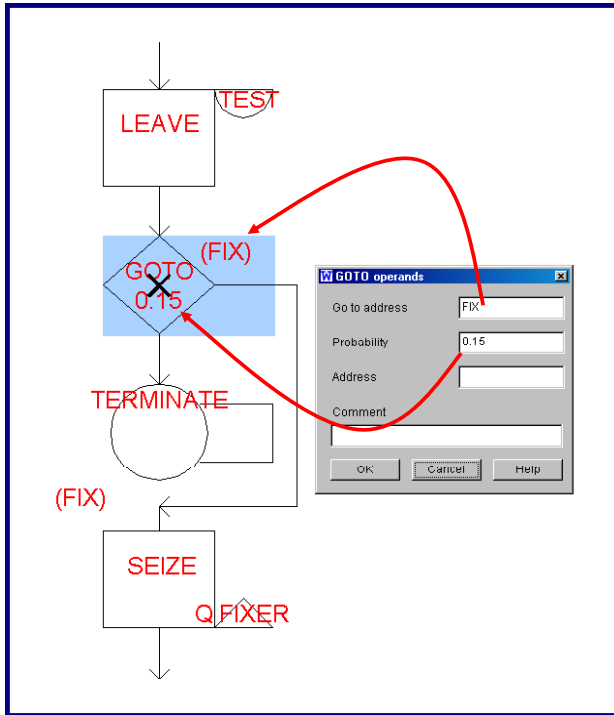 TEST
LEAVE
(FIX)
GOTO
0.15
TERMINATE
(FIX)
SEIZE
Q FIXER
GOTO operands
Go to address
FIX
Probability
0.15
Address
Comment
OK
Cancel
Help